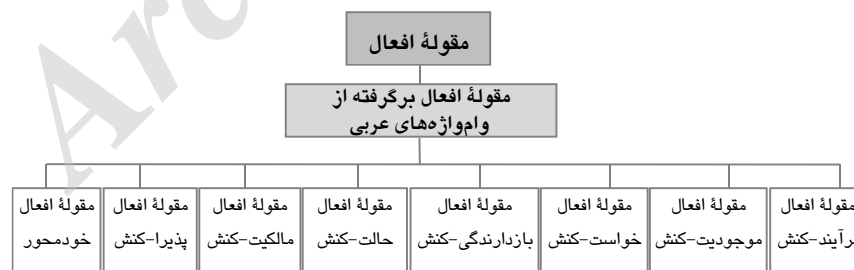 Arc
مقولهٔ افعال
مقولهٔ افعال برگرفته از
وامواژه‌های عربی
مقولهٔ افعال
رآیند-کنش
مقولهٔ افعال
موجودیت-کنش
مقولهٔ افعال
خواست-کنش
مقولهٔ افعال
بازدارندگی-کنش
مقولهٔ افعال
حالت-کنش
مقولهٔ افعال
مالکیت-کنش
مقولهٔ افعال
پذیرا-کنش
مقولهٔ افعال
خودمحور